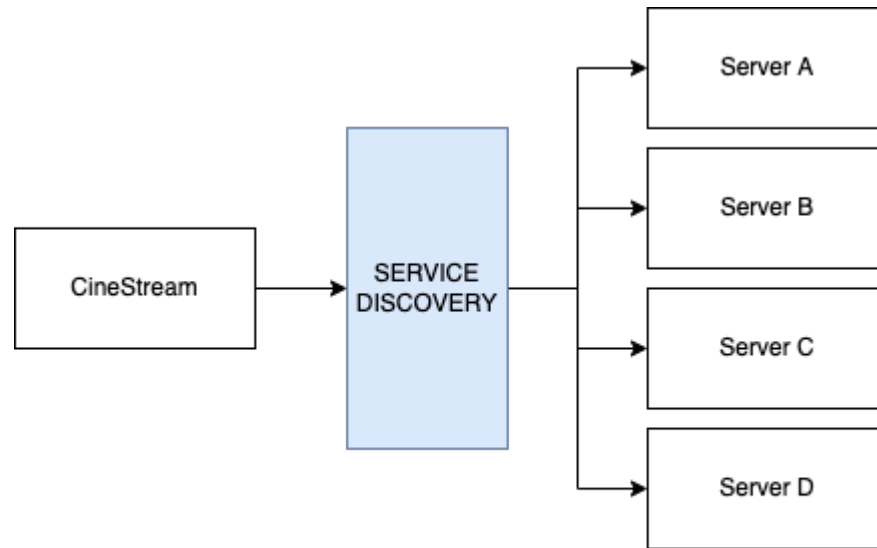 CineStream
SERVICE
DISCOVERY
Server A
Server B
Server C
Server D